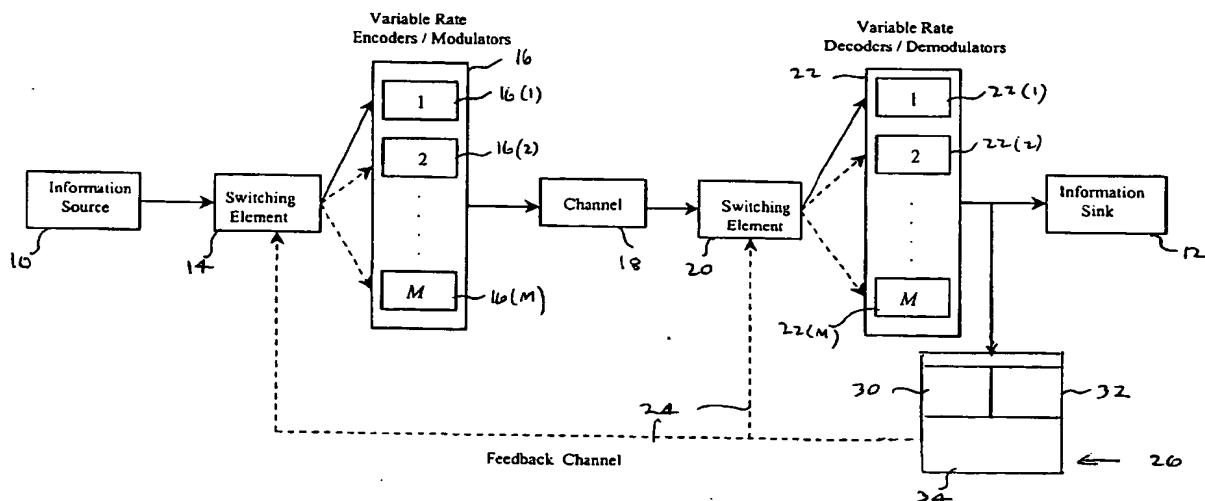 Variable Rate
Encoders / Modulators
Variable Rate
Decoders / Demodulators
16
22
1
16(1)
1
22(1)
2
16(2)
2
22(2)
Information
Source
Switching
Element
Channel
Switching
Element
Information
Sink
10
14
18
20
12
M
16(M)
M
22(M)
30
32
24
Feedback Channel
26
34